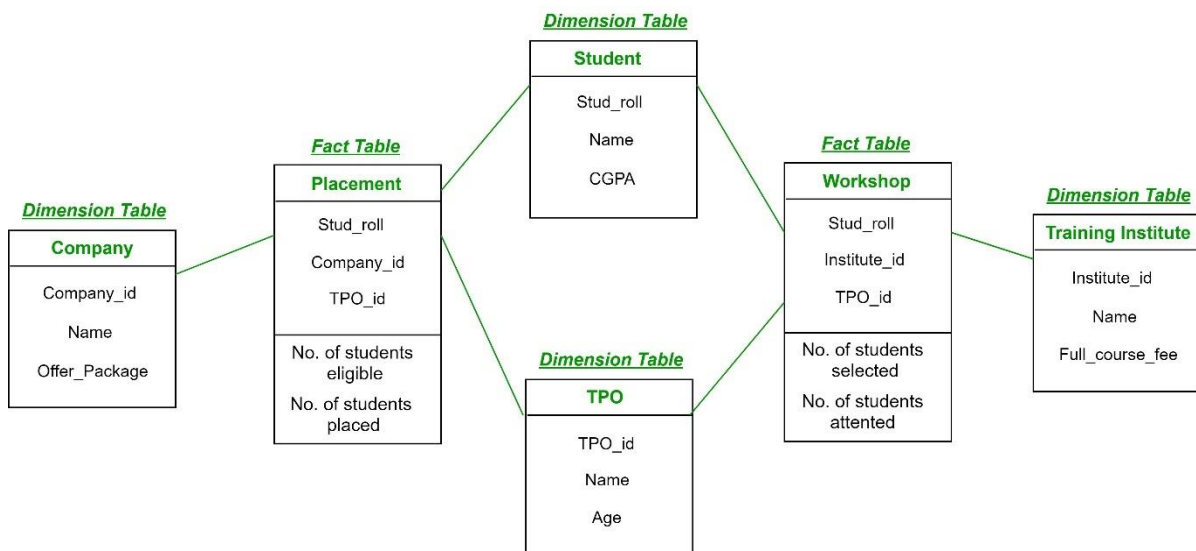 Dimension Table
Student
Stud_roll
Name
CGPA
Fact Table
Placement
Stud_roll
Company_id
TPO_id
No. of students
eligible
No. of students
placed
Fact Table
Workshop
Stud_roll
Institute_id
TPO_id
No. of students
selected
No. of students
attented
Dimension Table
Company
Company_id
Name
Offer_Package
Dimension Table
Training Institute
Institute_id
Name
Full_course_fee
Dimension Table
TPO
TPO_id
Name
Age